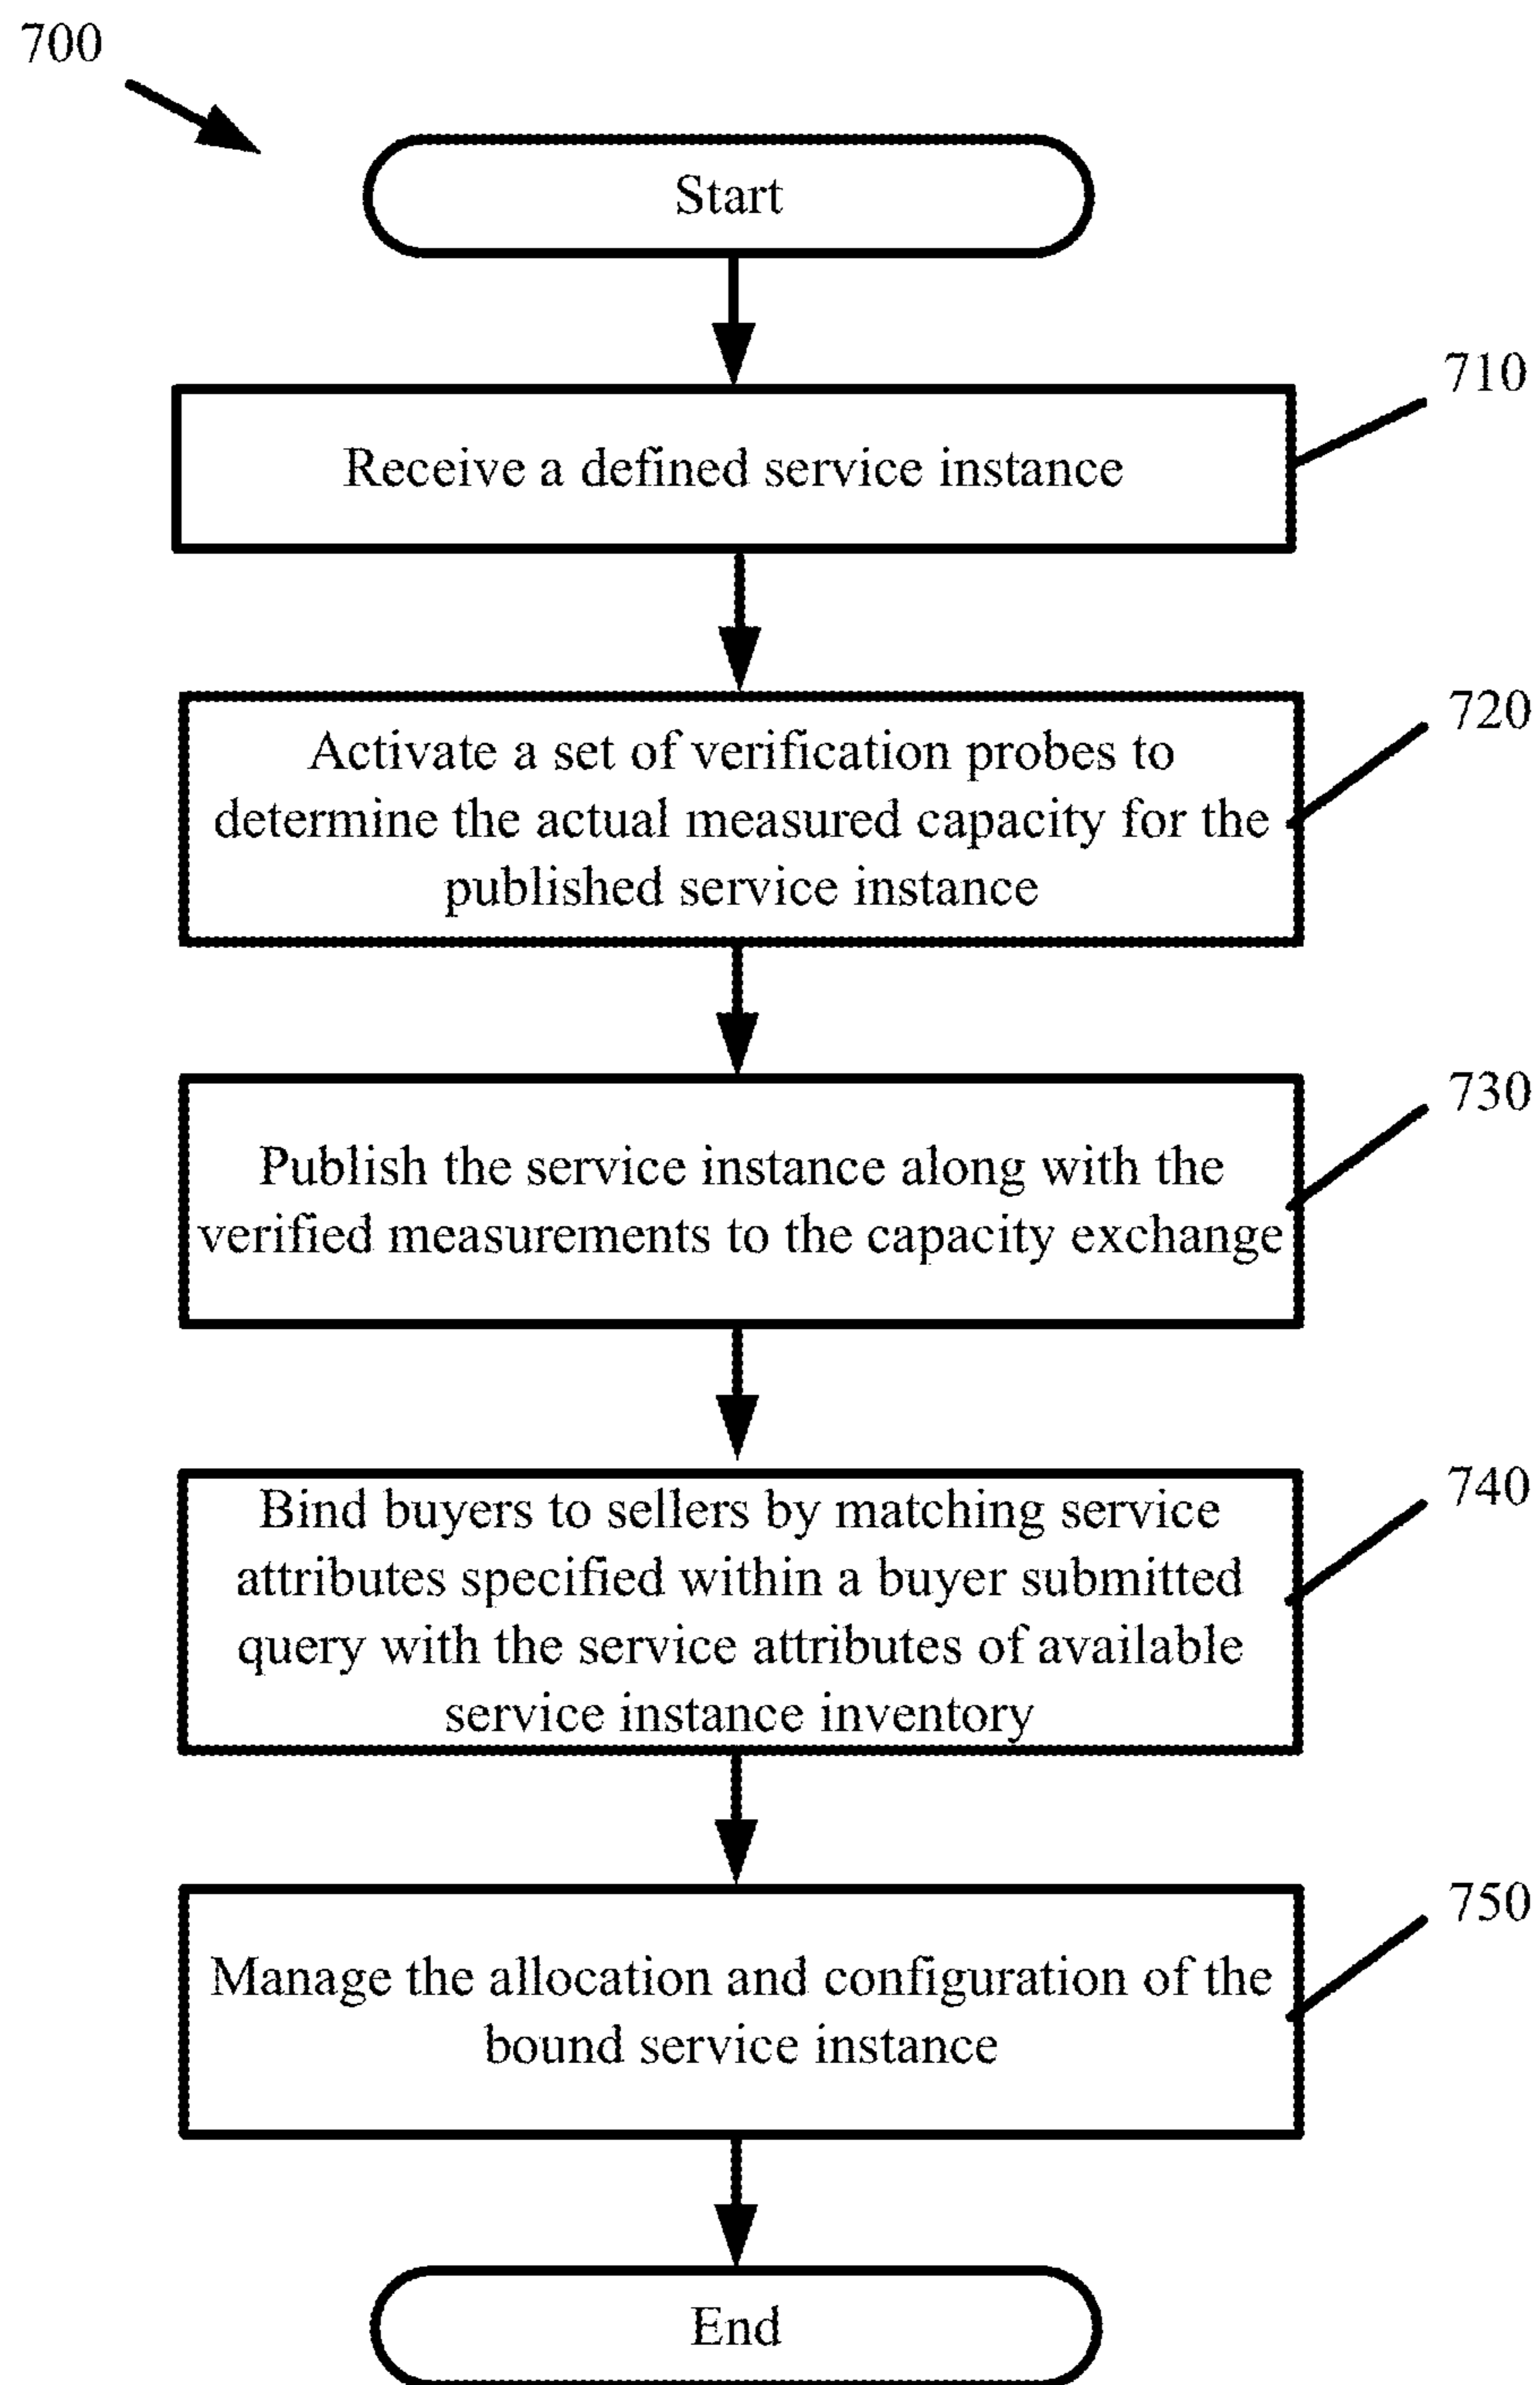 700
Start
710
Receive a defined service instance
720
Activate a set of verification probes to
determine the actual measured capacity for the
published service instance
730
Publish the service instance along with the
verified measurements to the capacity exchange
740
Bind buyers to sellers by matching service
attributes specified within a buyer submitted
query with the service attributes of available
service instance inventory
750
Manage the allocation and configuration of the
bound service instance
End